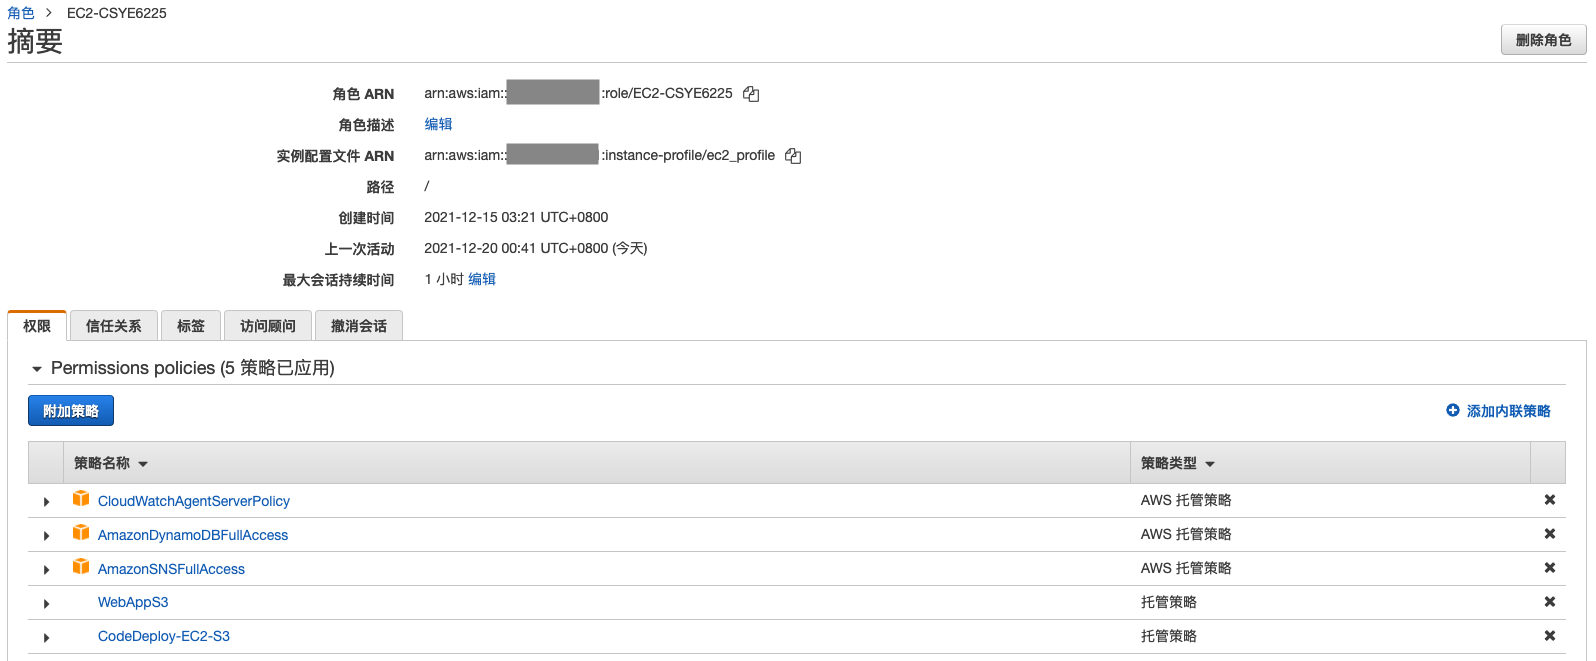 角色 > EC2-CSYE6225
摘要
删除角色
角色 ARN arn:aws:iam:: :role/EC2-CSYE6225
角色描述 编辑
实例配置文件 ARN arn:aws:iam:: :instance-profile/ec2_profile
路径 /
创建时间 2021-12-15 03:21 UTC+0800
上一次活动 2021-12-20 00:41 UTC+0800 (今天)
最大会话持续时间 1 小时 编辑
权限 信任关系 标签 访问顾问 撤消会话
Permissions policies (5 策略已应用)
附加策略 添加内联策略
策略名称 策略类型
CloudWatchAgentServerPolicy AWS 托管策略
AmazonDynamoDBFullAccess AWS 托管策略
AmazonSNSFullAccess AWS 托管策略
WebAppS3 托管策略
CodeDeploy-EC2-S3 托管策略